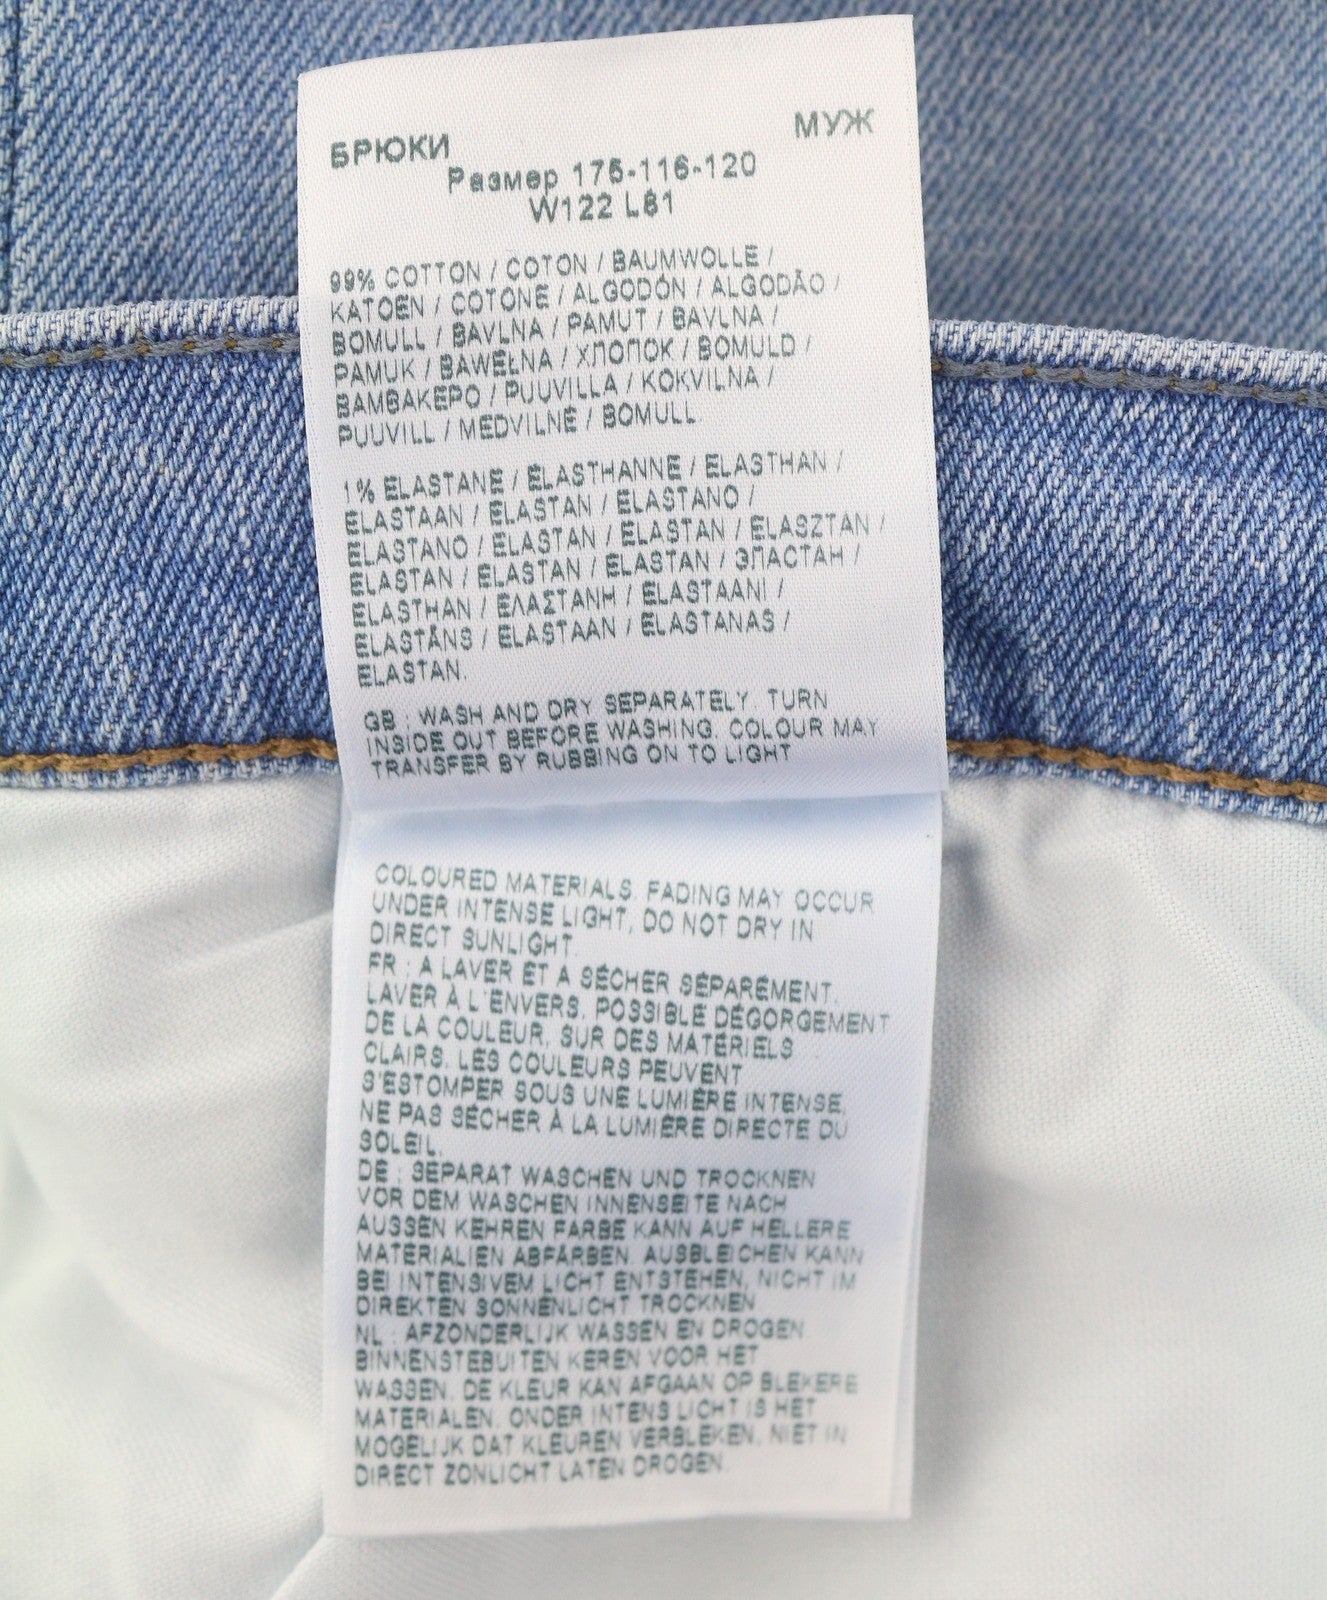 БРЮКИ МУЖ
Размер 175-116-120
W122 L81
99% COTTON / COTON / BAUMWOLLE /
KATOEN / COTONE / ALGODÓN / ALGODÃO /
BOMULL / BAVLNA / PAMUT / BAVLNA /
PAMUK / BAWEŁNA / ХЛОПОК / BOMULD /
ΒΑΜΒΑΚΕΡΟ / PUUVILLA / KOKVILNA /
PUUVILL / MEDVILNĖ / BOMULL.
1% ELASTANE / ÉLASTHANNE / ELASTHAN /
ELASTAAN / ELASTAN / ELASTANO /
ELASTANO / ELASTAN / ELASTAN / ELASZTAN /
ELASTAN / ELASTAN / ELASTAN / ЭЛАСТАН /
ELASTHAN / ΕΛΑΣΤΑΝΗ / ELASTAANI /
ELASTĀNS / ELASTAAN / ELASTANAS /
ELASTAN.
GB : WASH AND DRY SEPARATELY. TURN
INSIDE OUT BEFORE WASHING. COLOUR MAY
TRANSFER BY RUBBING ON TO LIGHT
COLOURED MATERIALS. FADING MAY OCCUR
UNDER INTENSE LIGHT, DO NOT DRY IN
DIRECT SUNLIGHT.
FR : A LAVER ET A SÉCHER SÉPARÉMENT.
LAVER À L'ENVERS. POSSIBLE DÉGORGEMENT
DE LA COULEUR, SUR DES MATÉRIELS
CLAIRS. LES COULEURS PEUVENT
S'ESTOMPER SOUS UNE LUMIÈRE INTENSE,
NE PAS SÉCHER À LA LUMIÈRE DIRECTE DU
SOLEIL.
DE : SEPARAT WASCHEN UND TROCKNEN
VOR DEM WASCHEN INNENSEITE NACH
AUSSEN KEHREN FARBE KANN AUF HELLERE
MATERIALIEN ABFÄRBEN. AUSBLEICHEN KANN
BEI INTENSIVEM LICHT ENTSTEHEN, NICHT IM
DIREKTEN SONNENLICHT TROCKNEN
NL : AFZONDERLIJK WASSEN EN DROGEN
BINNENSTEBUITEN KEREN VOOR HET
WASSEN. DE KLEUR KAN AFGAAN OP BLEKERE
MATERIALEN. ONDER INTENS LICHT IS HET
MOGELIJK DAT KLEUREN VERBLEKEN, NIET IN
DIRECT ZONLICHT LATEN DROGEN.